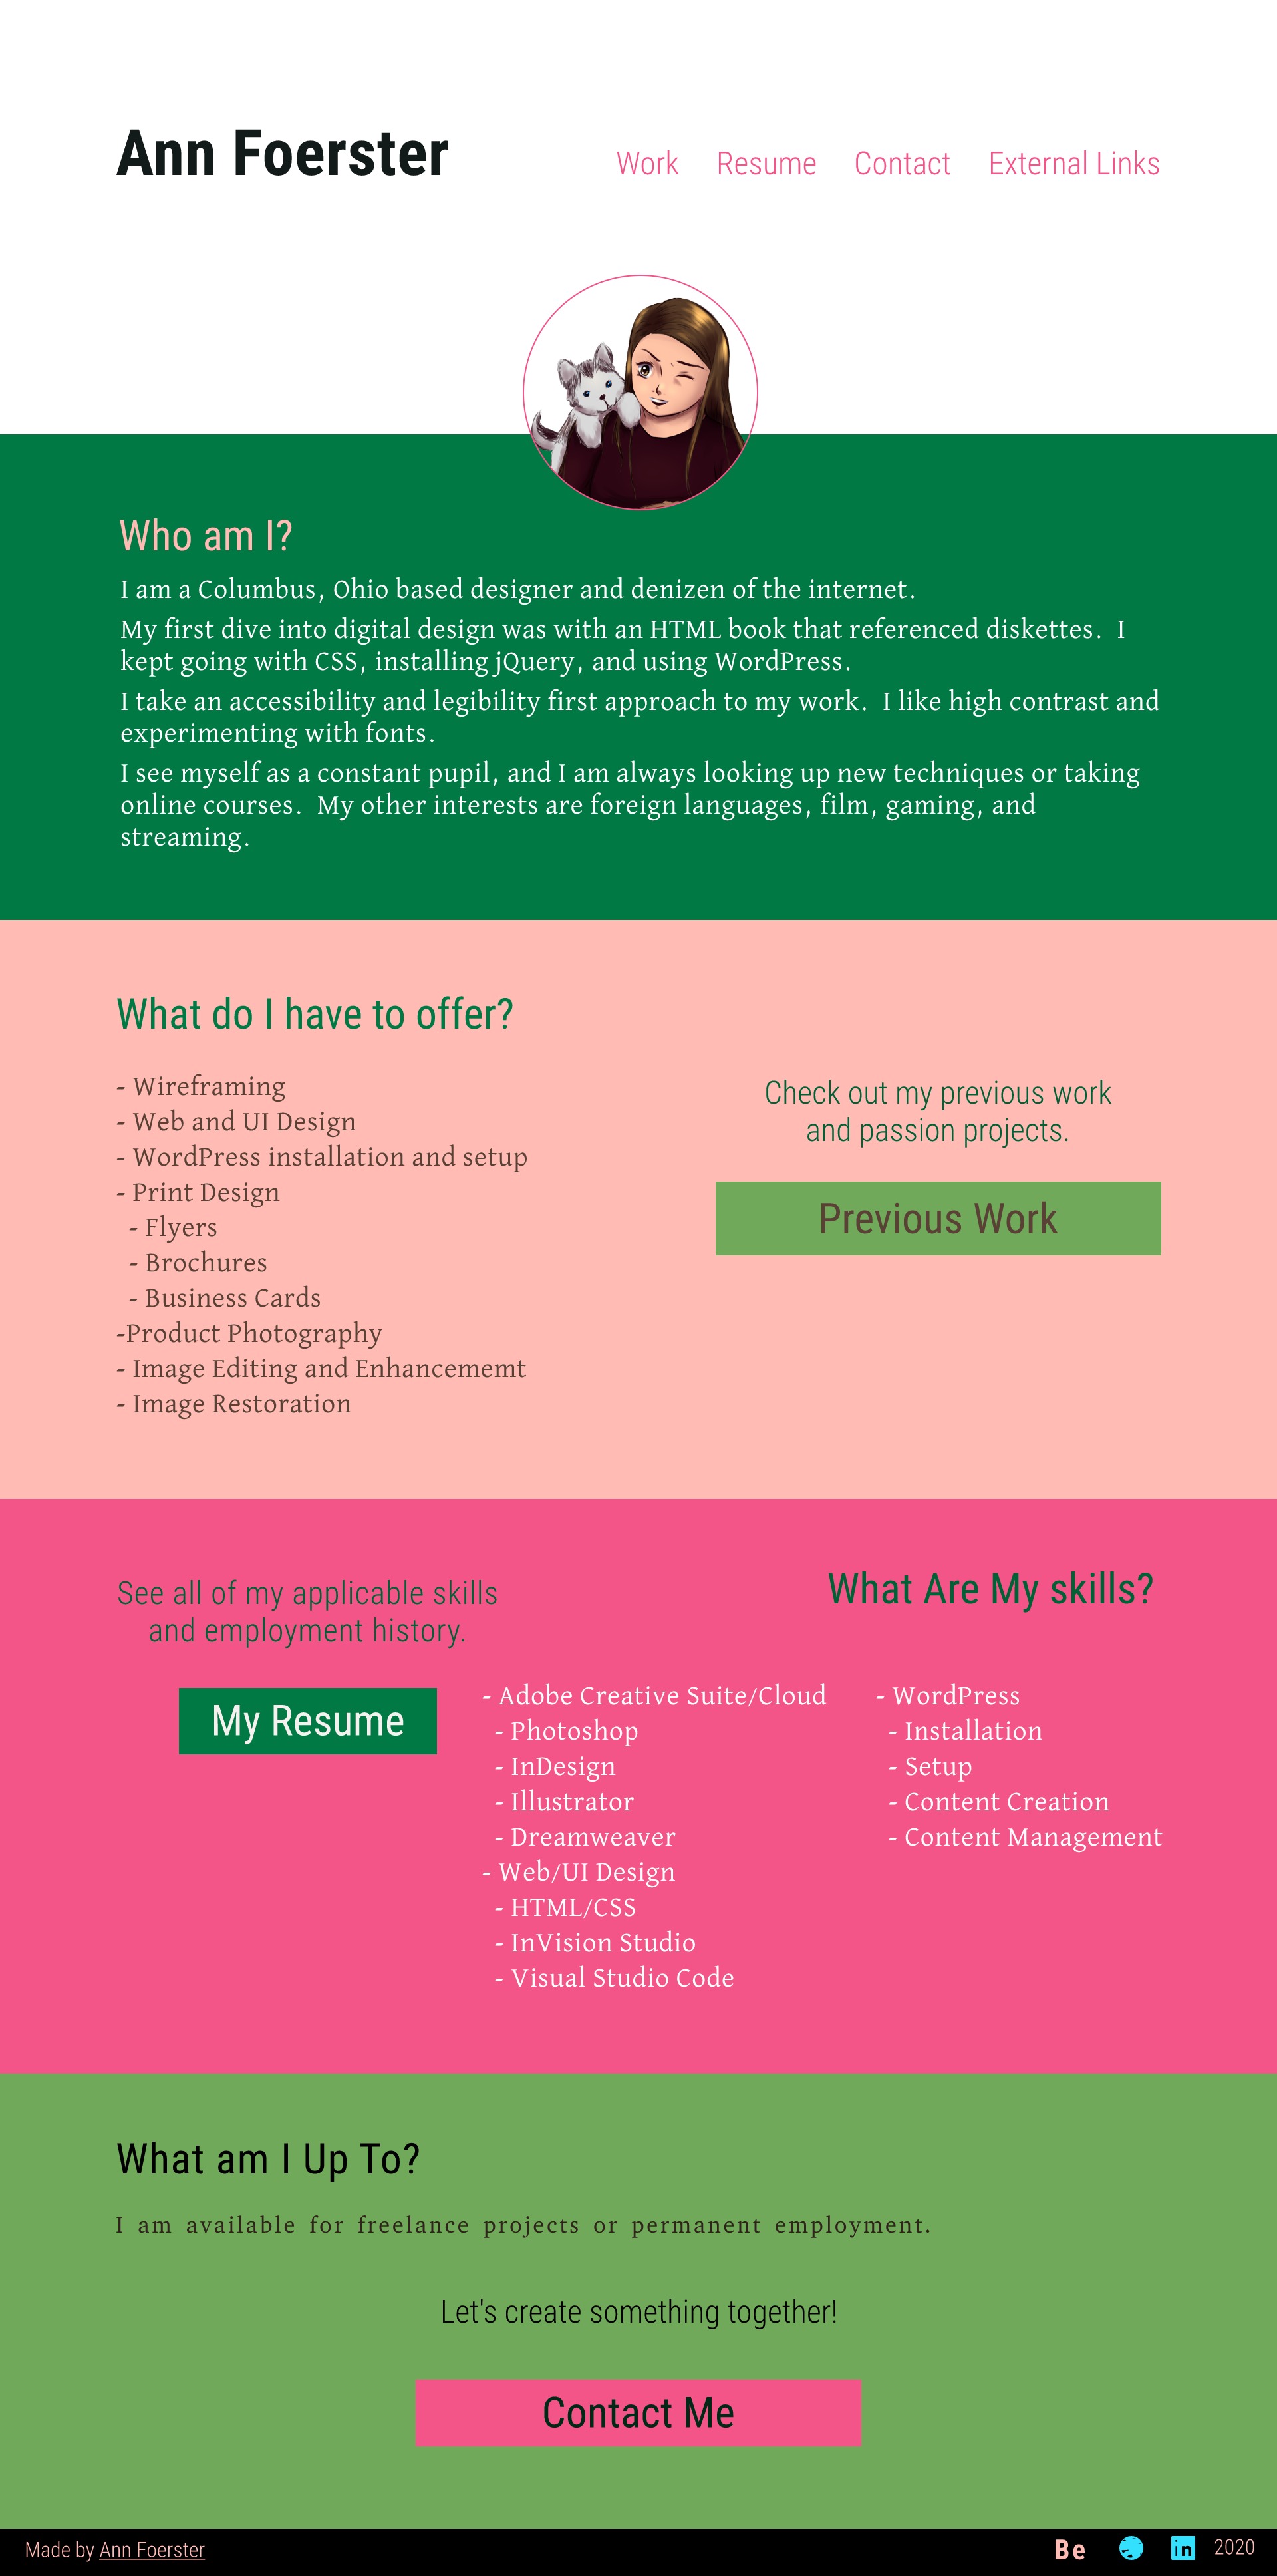 Ann Foerster
Work Resume Contact External Links
Who am I?
I am a Columbus, Ohio based designer and denizen of the internet.
My first dive into digital design was with an HTML book that referenced diskettes. I
kept going with CSS, installing jQuery, and using WordPress.
I take an accessibility and legibility first approach to my work. I like high contrast and
experimenting with fonts.
I see myself as a constant pupil, and I am always looking up new techniques or taking
online courses. My other interests are foreign languages, film, gaming, and
streaming.
What do I have to offer?
- Wireframing
- Web and UI Design
- WordPress installation and setup
- Print Design
- Flyers
- Brochures
- Business Cards
-Product Photography
- Image Editing and Enhancememt
- Image Restoration
Check out my previous work
and passion projects.
Previous Work
See all of my applicable skills
and employment history.
My Resume
What Are My skills?
- Adobe Creative Suite/Cloud
- Photoshop
- InDesign
- Illustrator
- Dreamweaver
- Web/UI Design
- HTML/CSS
- InVision Studio
- Visual Studio Code
- WordPress
- Installation
- Setup
- Content Creation
- Content Management
What am I Up To?
I am available for freelance projects or permanent employment.
Let's create something together!
Contact Me
Made by Ann Foerster
Be in 2020